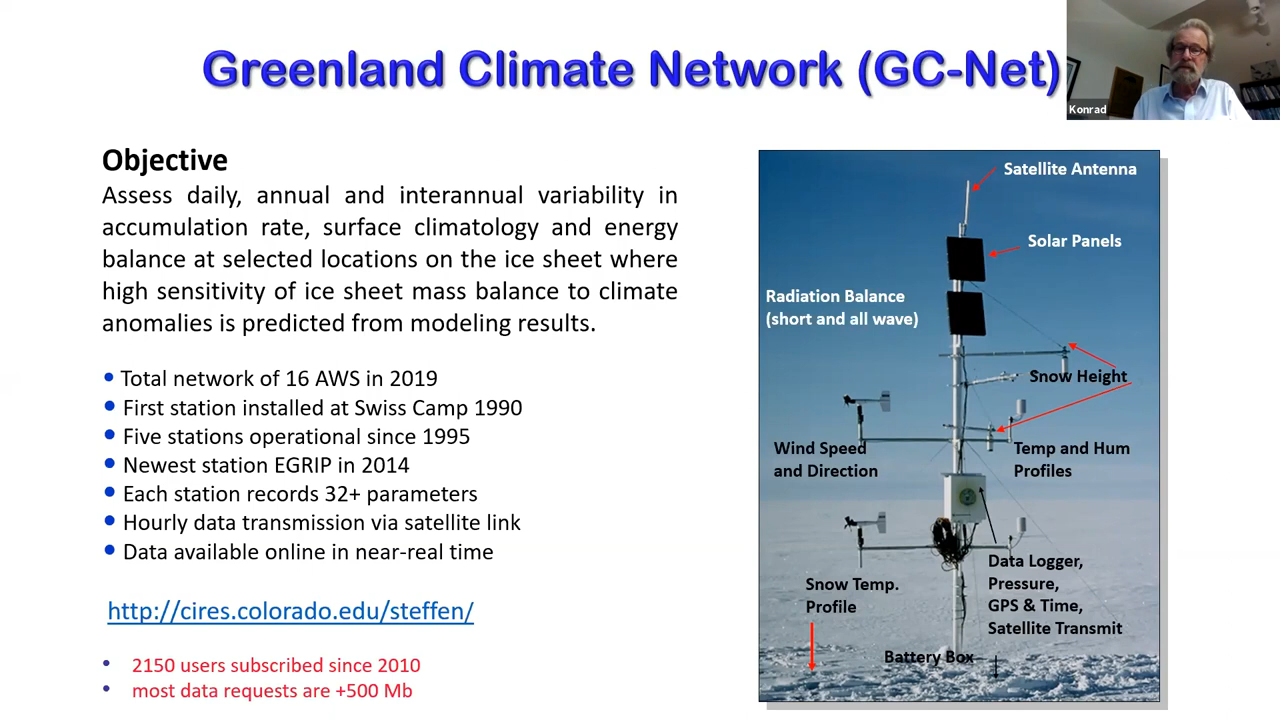 Greenland Climate Network (GC-Net)
Konrad
Objective
Assess daily, annual and interannual variability in
accumulation rate, surface climatology and energy
balance at selected locations on the ice sheet where
high sensitivity of ice sheet mass balance to climate
anomalies is predicted from modeling results.
• Total network of 16 AWS in 2019
• First station installed at Swiss Camp 1990
• Five stations operational since 1995
• Newest station EGRIP in 2014
• Each station records 32+ parameters
• Hourly data transmission via satellite link
• Data available online in near-real time
http://cires.colorado.edu/steffen/
• 2150 users subscribed since 2010
• most data requests are +500 Mb
Satellite Antenna
Solar Panels
Radiation Balance
(short and all wave)
Snow Height
Wind Speed
and Direction
Temp and Hum
Profiles
Snow Temp.
Profile
Data Logger,
Pressure,
GPS & Time,
Satellite Transmit
Battery Box